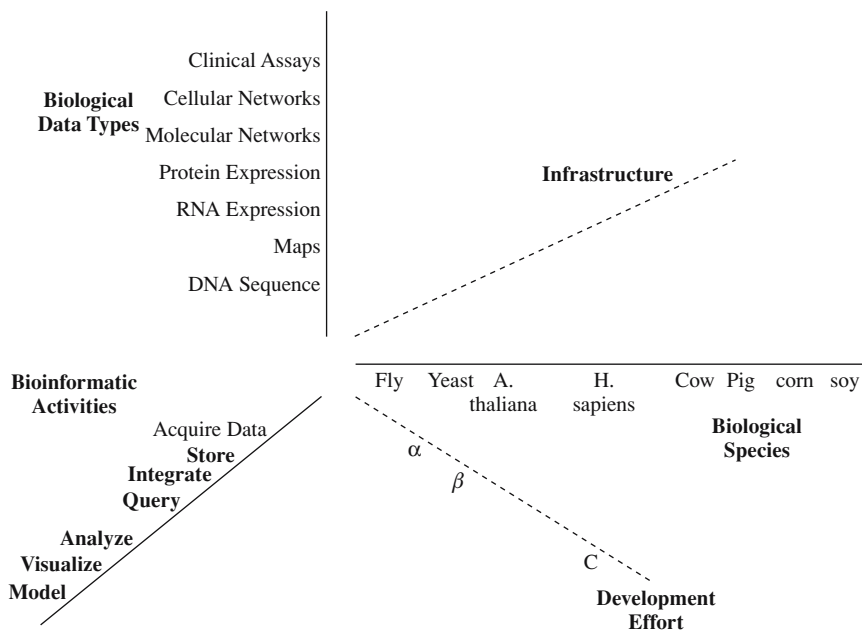 Clinical Assays
Biological
Data Types
Cellular Networks
Molecular Networks
Protein Expression
RNA Expression
Maps
DNA Sequence
Infrastructure
Bioinformatic
Activities
Acquire Data
Store
Integrate
Query
Analyze
Visualize
Model
Fly Yeast A. H. Cow Pig corn soy
thaliana sapiens
Biological
Species
α
β
C
Development
Effort